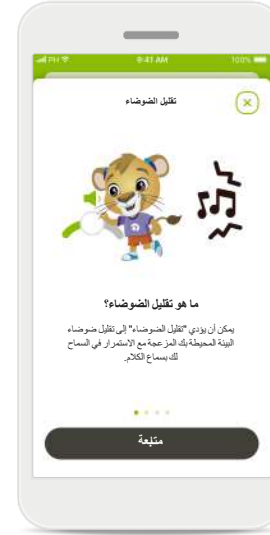 PH
9:41 AM
100%
تقليل الضوضاء
ما هو تقليل الضوضاء؟
يمكن أن يؤدي "تقليل الضوضاء" إلى تقليل ضوضاء
البيئة المحيطة بك المزعجة مع الاستمرار في السماح
لك بسماع الكلام.
متابعة